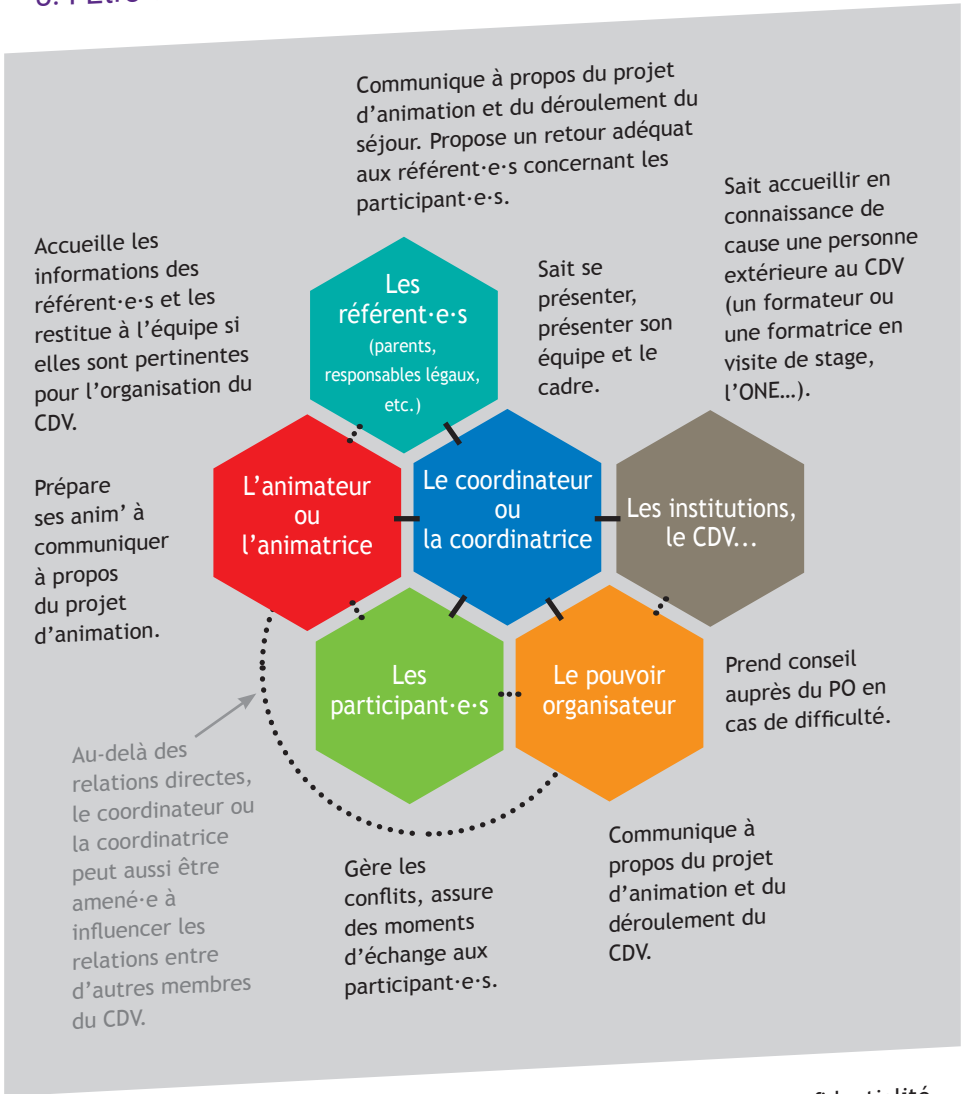 Communique à propos du projet
d'animation et du déroulement du
séjour. Propose un retour adéquat
aux référent·e·s concernant les
participant·e·s.
Sait accueillir en
connaissance de
cause une personne
extérieure au CDV
(un formateur ou
une formatrice en
visite de stage,
l'ONE…).
Accueille les
informations des
référent·e·s et les
restitue à l'équipe si
elles sont pertinentes
pour l'organisation du
CDV.
Les
référent·e·s
(parents,
responsables légaux,
etc.)
Sait se
présenter,
présenter son
équipe et le
cadre.
Prépare
ses anim' à
communiquer
à propos
du projet
d'animation.
L'animateur
ou
l'animatrice
Le coordinateur
ou
la coordinatrice
Les institutions,
le CDV...
Les
participant·e·s
Le pouvoir
organisateur
Prend conseil
auprès du PO en
cas de difficulté.
Au-delà des
relations directes,
le coordinateur ou
la coordinatrice
peut aussi être
amené·e à
influencer les
relations entre
d'autres membres
du CDV.
Gère les
conflits, assure
des moments
d'échange aux
participant·e·s.
Communique à
propos du projet
d'animation et du
déroulement du
CDV.